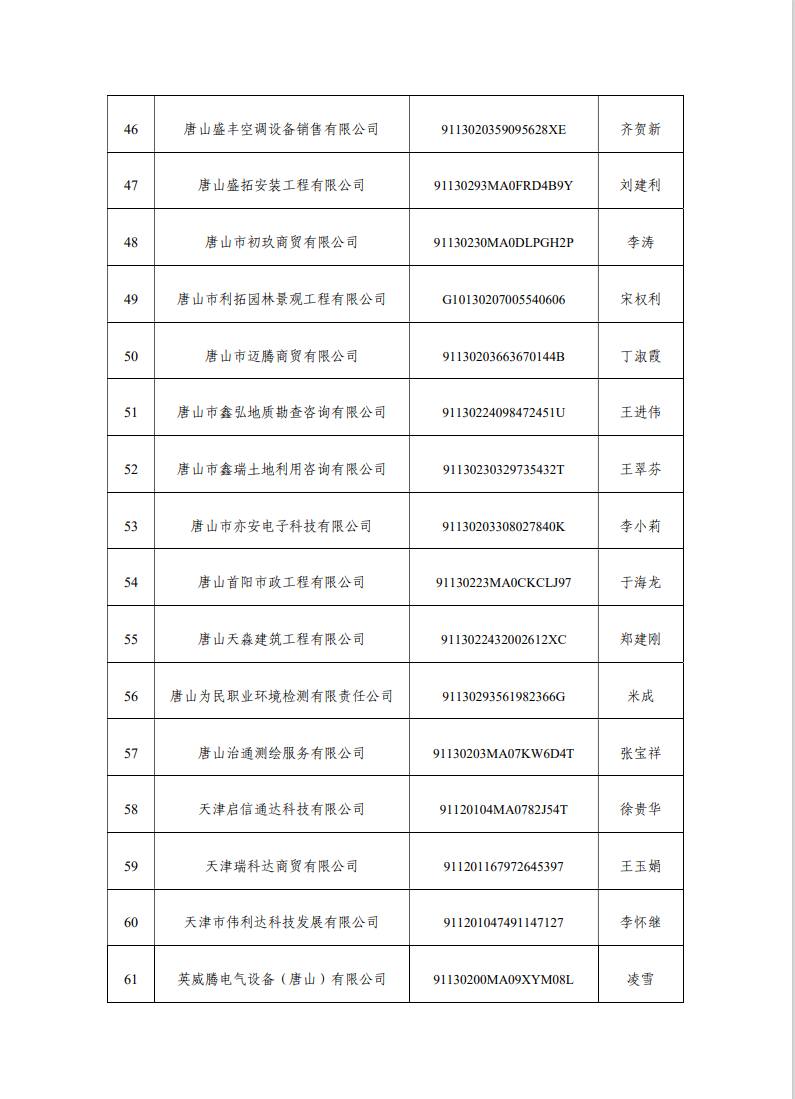 46 唐山盛丰空调设备销售有限公司 9113020359095628XE 齐贺新
47 唐山盛拓安装工程有限公司 91130293MA0FRD4B9Y 刘建利
48 唐山市初玖商贸有限公司 91130230MA0DLPGH2P 李涛
49 唐山市利拓园林景观工程有限公司 G10130207005540606 宋权利
50 唐山市迈腾商贸有限公司 91130203663670144B 丁淑霞
51 唐山市鑫弘地质勘查咨询有限公司 91130224098472451U 王进伟
52 唐山市鑫瑞土地利用咨询有限公司 91130230329735432T 王翠芬
53 唐山市亦安电子科技有限公司 91130203308027840K 李小莉
54 唐山首阳市政工程有限公司 91130223MA0CKCLJ97 于海龙
55 唐山天淼建筑工程有限公司 9113022432002612XC 郑建刚
56 唐山为民职业环境检测有限责任公司 91130293561982366G 米成
57 唐山治通测绘服务有限公司 91130203MA07KW6D4T 张宝祥
58 天津启信通达科技有限公司 91120104MA0782J54T 徐贵华
59 天津瑞科达商贸有限公司 911201167972645397 王玉娟
60 天津市伟利达科技发展有限公司 911201047491147127 李怀继
61 英威腾电气设备（唐山）有限公司 91130200MA09XYM08L 凌雪